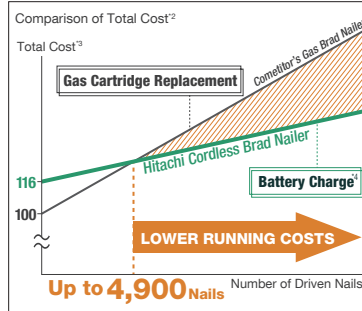 Comparison of Total Cost*2
Total Cost*3
Cometitor's Gas Brad Nailer
Gas Cartridge Replacement
Hitachi Cordless Brad Nailer
116
Battery Charge*4
100
LOWER RUNNING COSTS
Up to 4,900 Nails
Number of Driven Nails